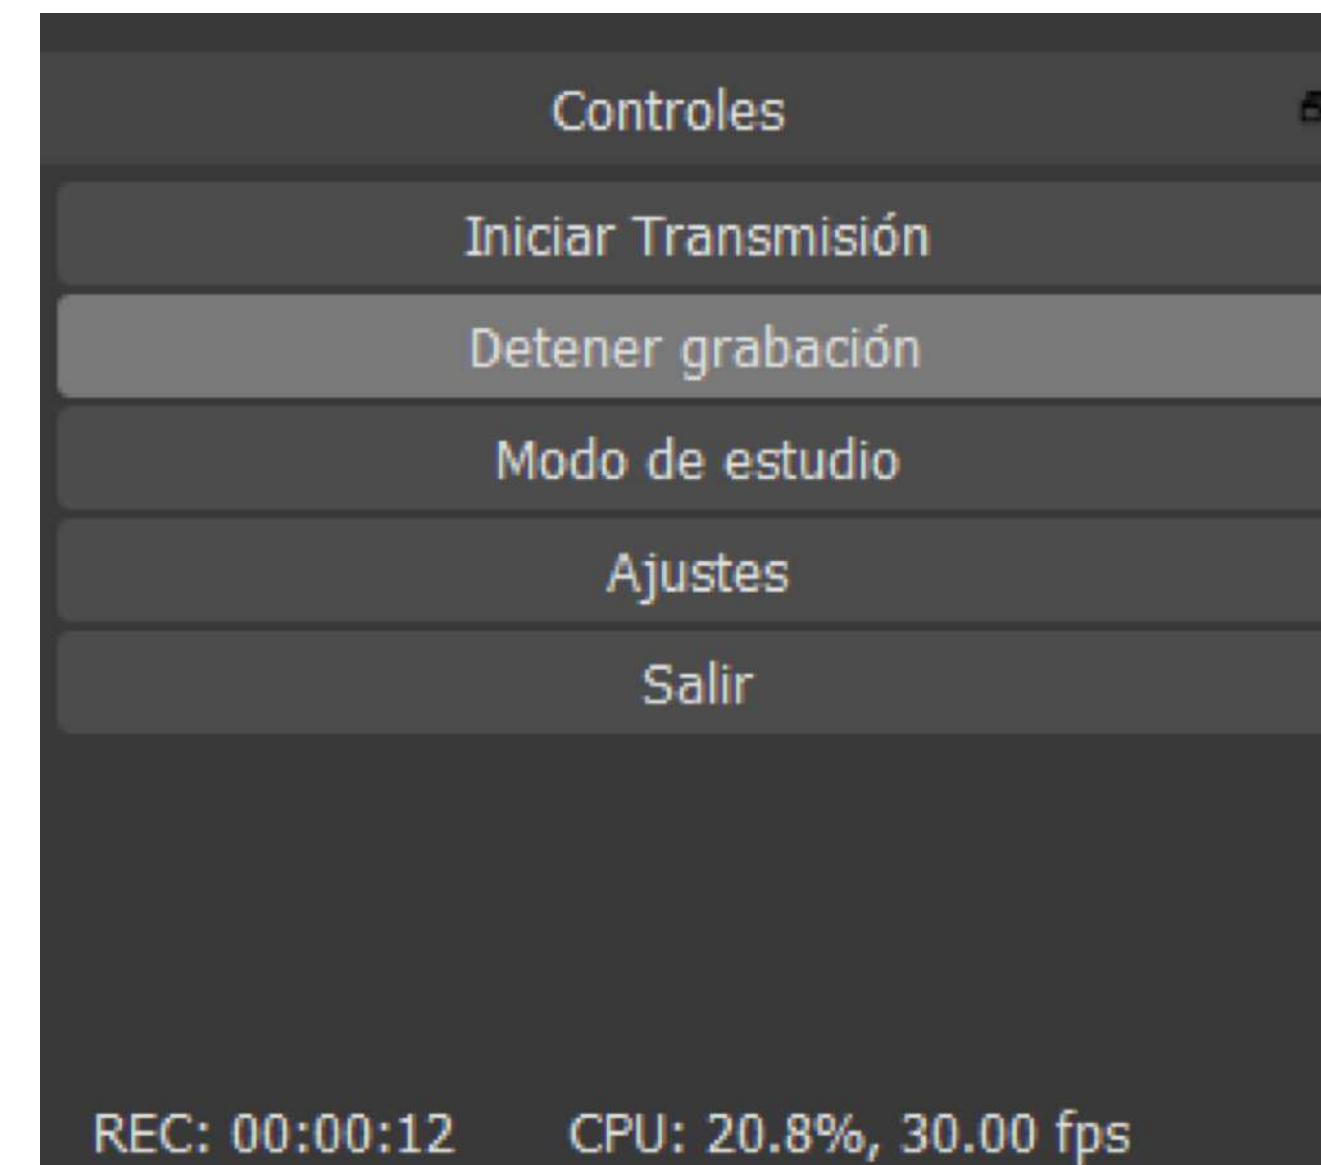 Controles
Iniciar Transmisión
Detener grabación
Modo de estudio
Ajustes
Salir
REC: 00:00:12 CPU: 20.8%, 30.00 fps